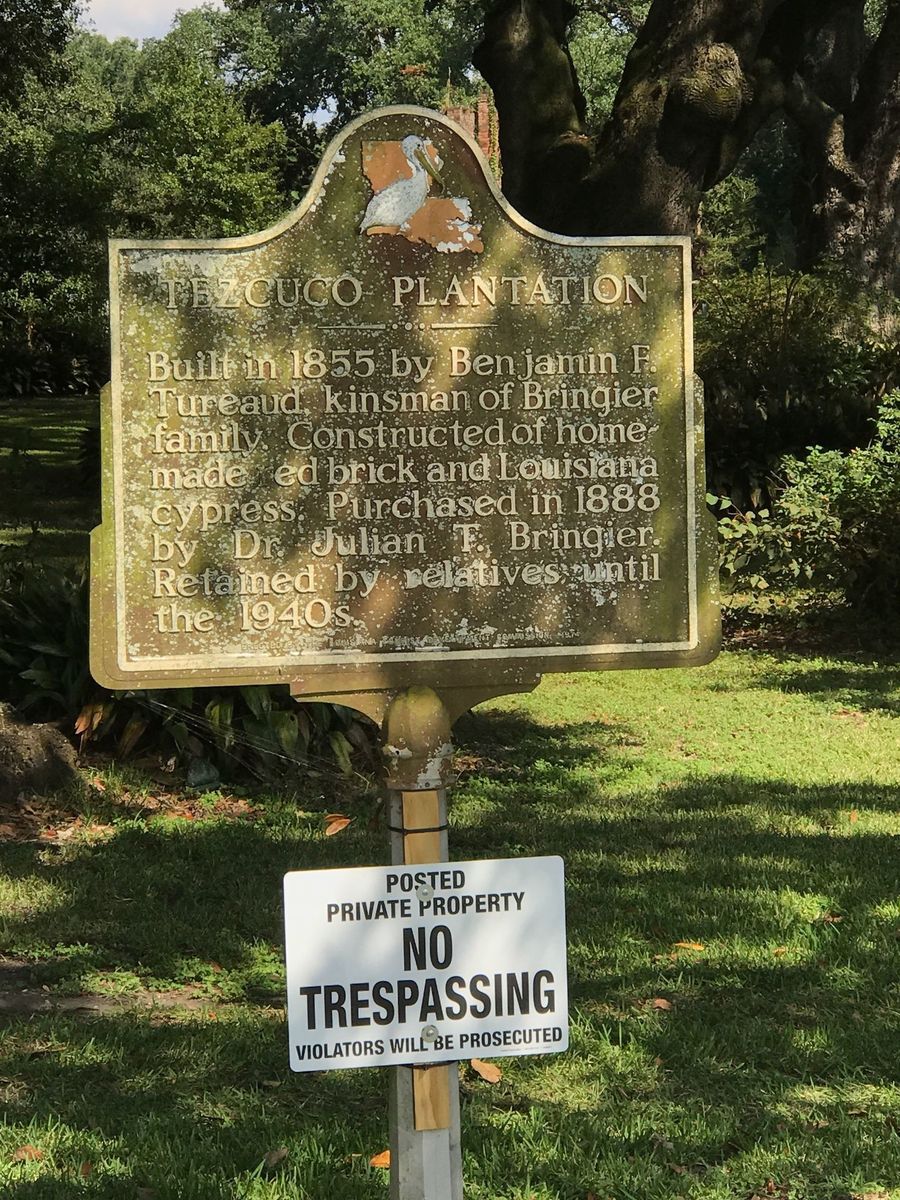 TEZCUCO PLANTATION
Built in 1855 by Benjamin F.
Tureaud, kinsman of Bringier
family. Constructed of home-
made ed brick and Louisiana
cypress. Purchased in 1888
by Dr. Julian T. Bringier.
Retained by relatives until
the 1940s.
POSTED
PRIVATE PROPERTY
NO
TRESPASSING
VIOLATORS WILL BE PROSECUTED